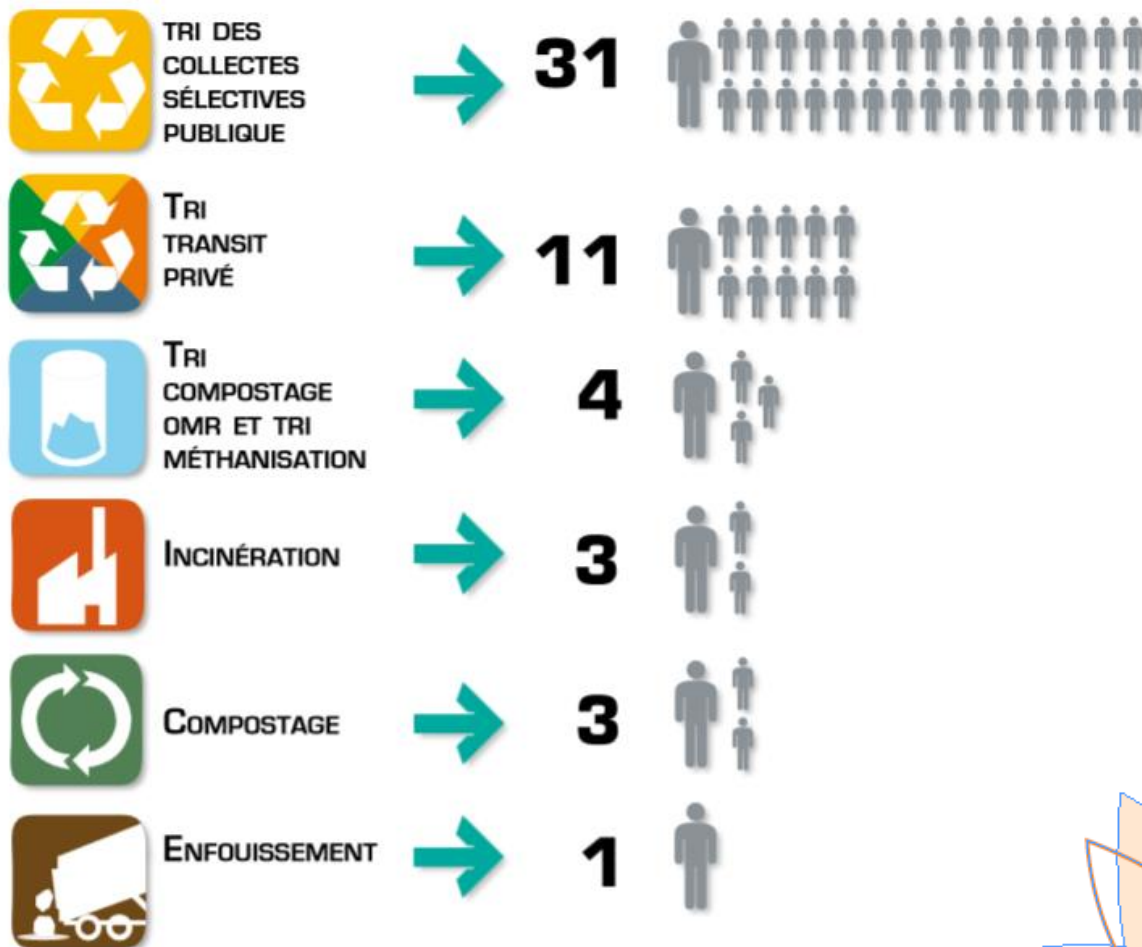 TRI DES
COLLECTES
SÉLECTIVES
PUBLIQUE
31
TRI
TRANSIT
PRIVÉ
11
TRI
COMPOSTAGE
OMR ET TRI
MÉTHANISATION
4
INCINÉRATION
3
COMPOSTAGE
3
ENFOUISSEMENT
1